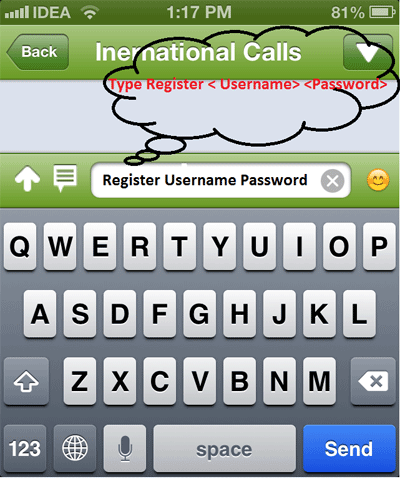 IDEA 1:17 PM 81%
Back Inernational Calls
Type Register < Username> <Password>
Register Username Password
Q W E R T Y U I O P
A S D F G H J K L
Z X C V B N M
123 space Send